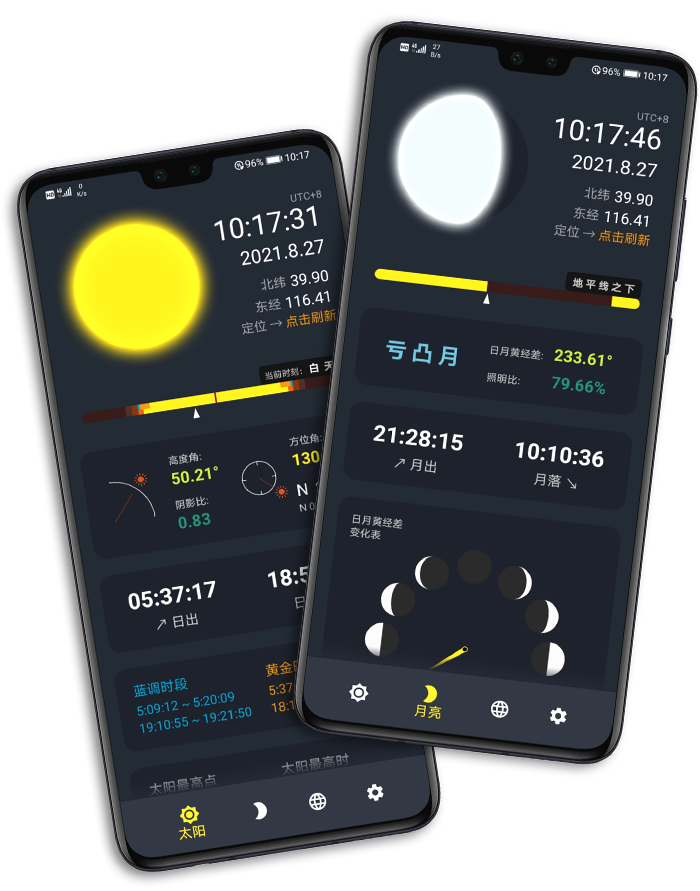 HD 4G 0 K/s
96% 10:17
UTC+8
10:17:31
2021.8.27
北纬 39.90
东经 116.41
定位 → 点击刷新
当前时刻: 白 天
高度角:
50.21°
阴影比:
0.83
方位角:
130
N
N 0
05:37:17
↗ 日出
18:5
日
蓝调时段
5:09:12 ~ 5:20:09
19:10:55 ~ 19:21:50
黄金
5:37
18:1
太阳最高点
太阳最高时
太阳
HD 4G 27 B/s
96% 10:17
UTC+8
10:17:46
2021.8.27
北纬 39.90
东经 116.41
定位 → 点击刷新
地平线之下
亏凸月
日月黄经差: 233.61°
照明比: 79.66%
21:28:15
↗ 月出
10:10:36
月落 ↘
日月黄经差
变化表
月亮